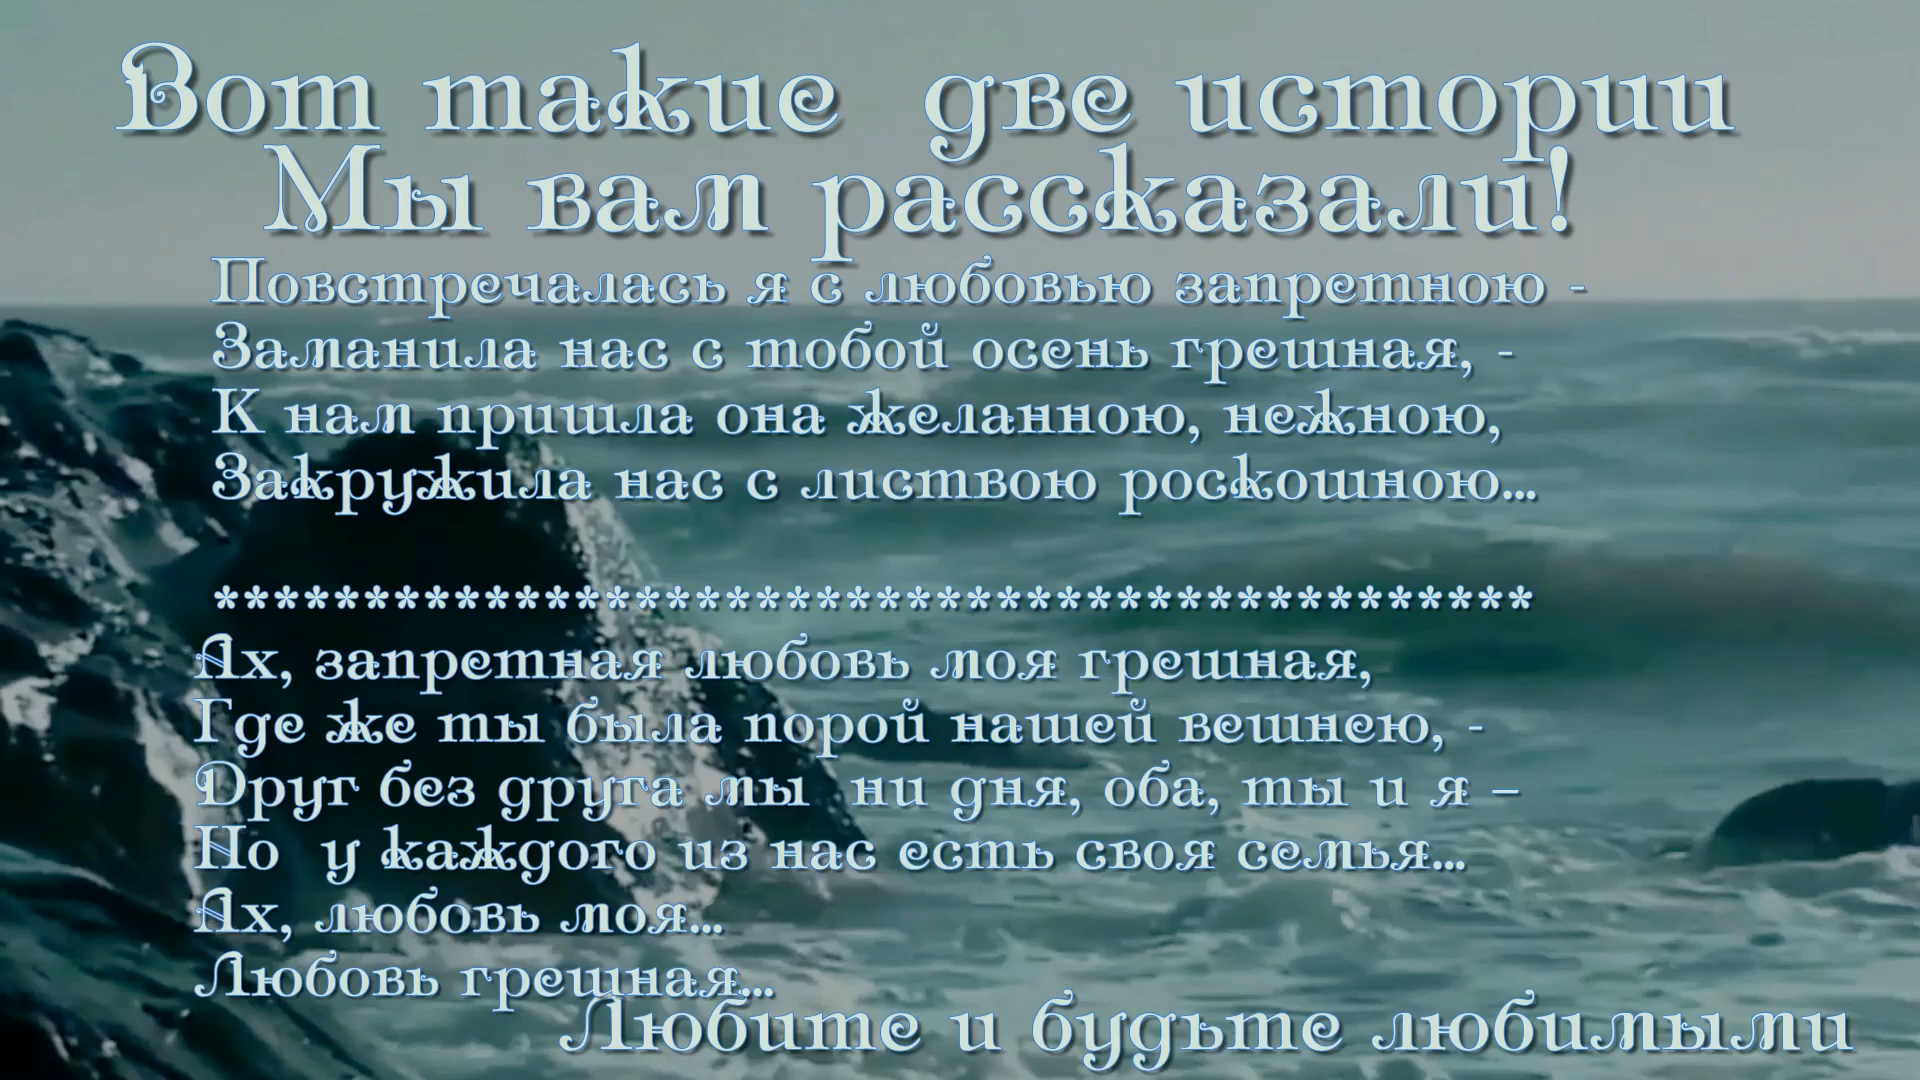 Вот такие две истории
Мы вам рассказали!
Повстречалась я с любовью запретною -
Заманила нас с тобой осень грешная, -
К нам пришла она желанною, нежною,
Закружила нас с листвою роскошною...
********************************************
Ах, запретная любовь моя грешная,
Где же ты была порой нашей вешнею, -
Друг без друга мы ни дня, оба, ты и я –
Но у каждого из нас есть своя семья...
Ах, любовь моя...
Любовь грешная...
Любите и будьте любимыми